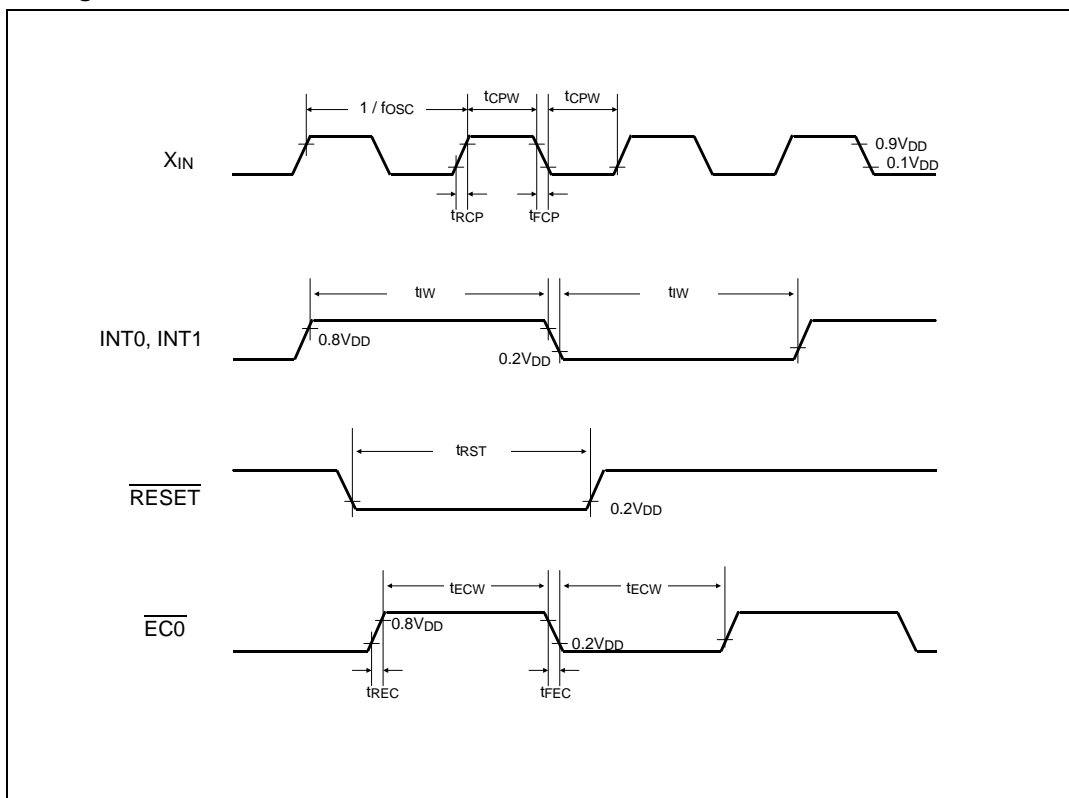 1 / fOSC tCPW tCPW
XIN
0.9VDD
0.1VDD
tRCP tFCP
tIW tIW
INT0, INT1
0.8VDD
0.2VDD
tRST
RESET
0.2VDD
tECW tECW
EC0
0.8VDD
0.2VDD
tREC tFEC